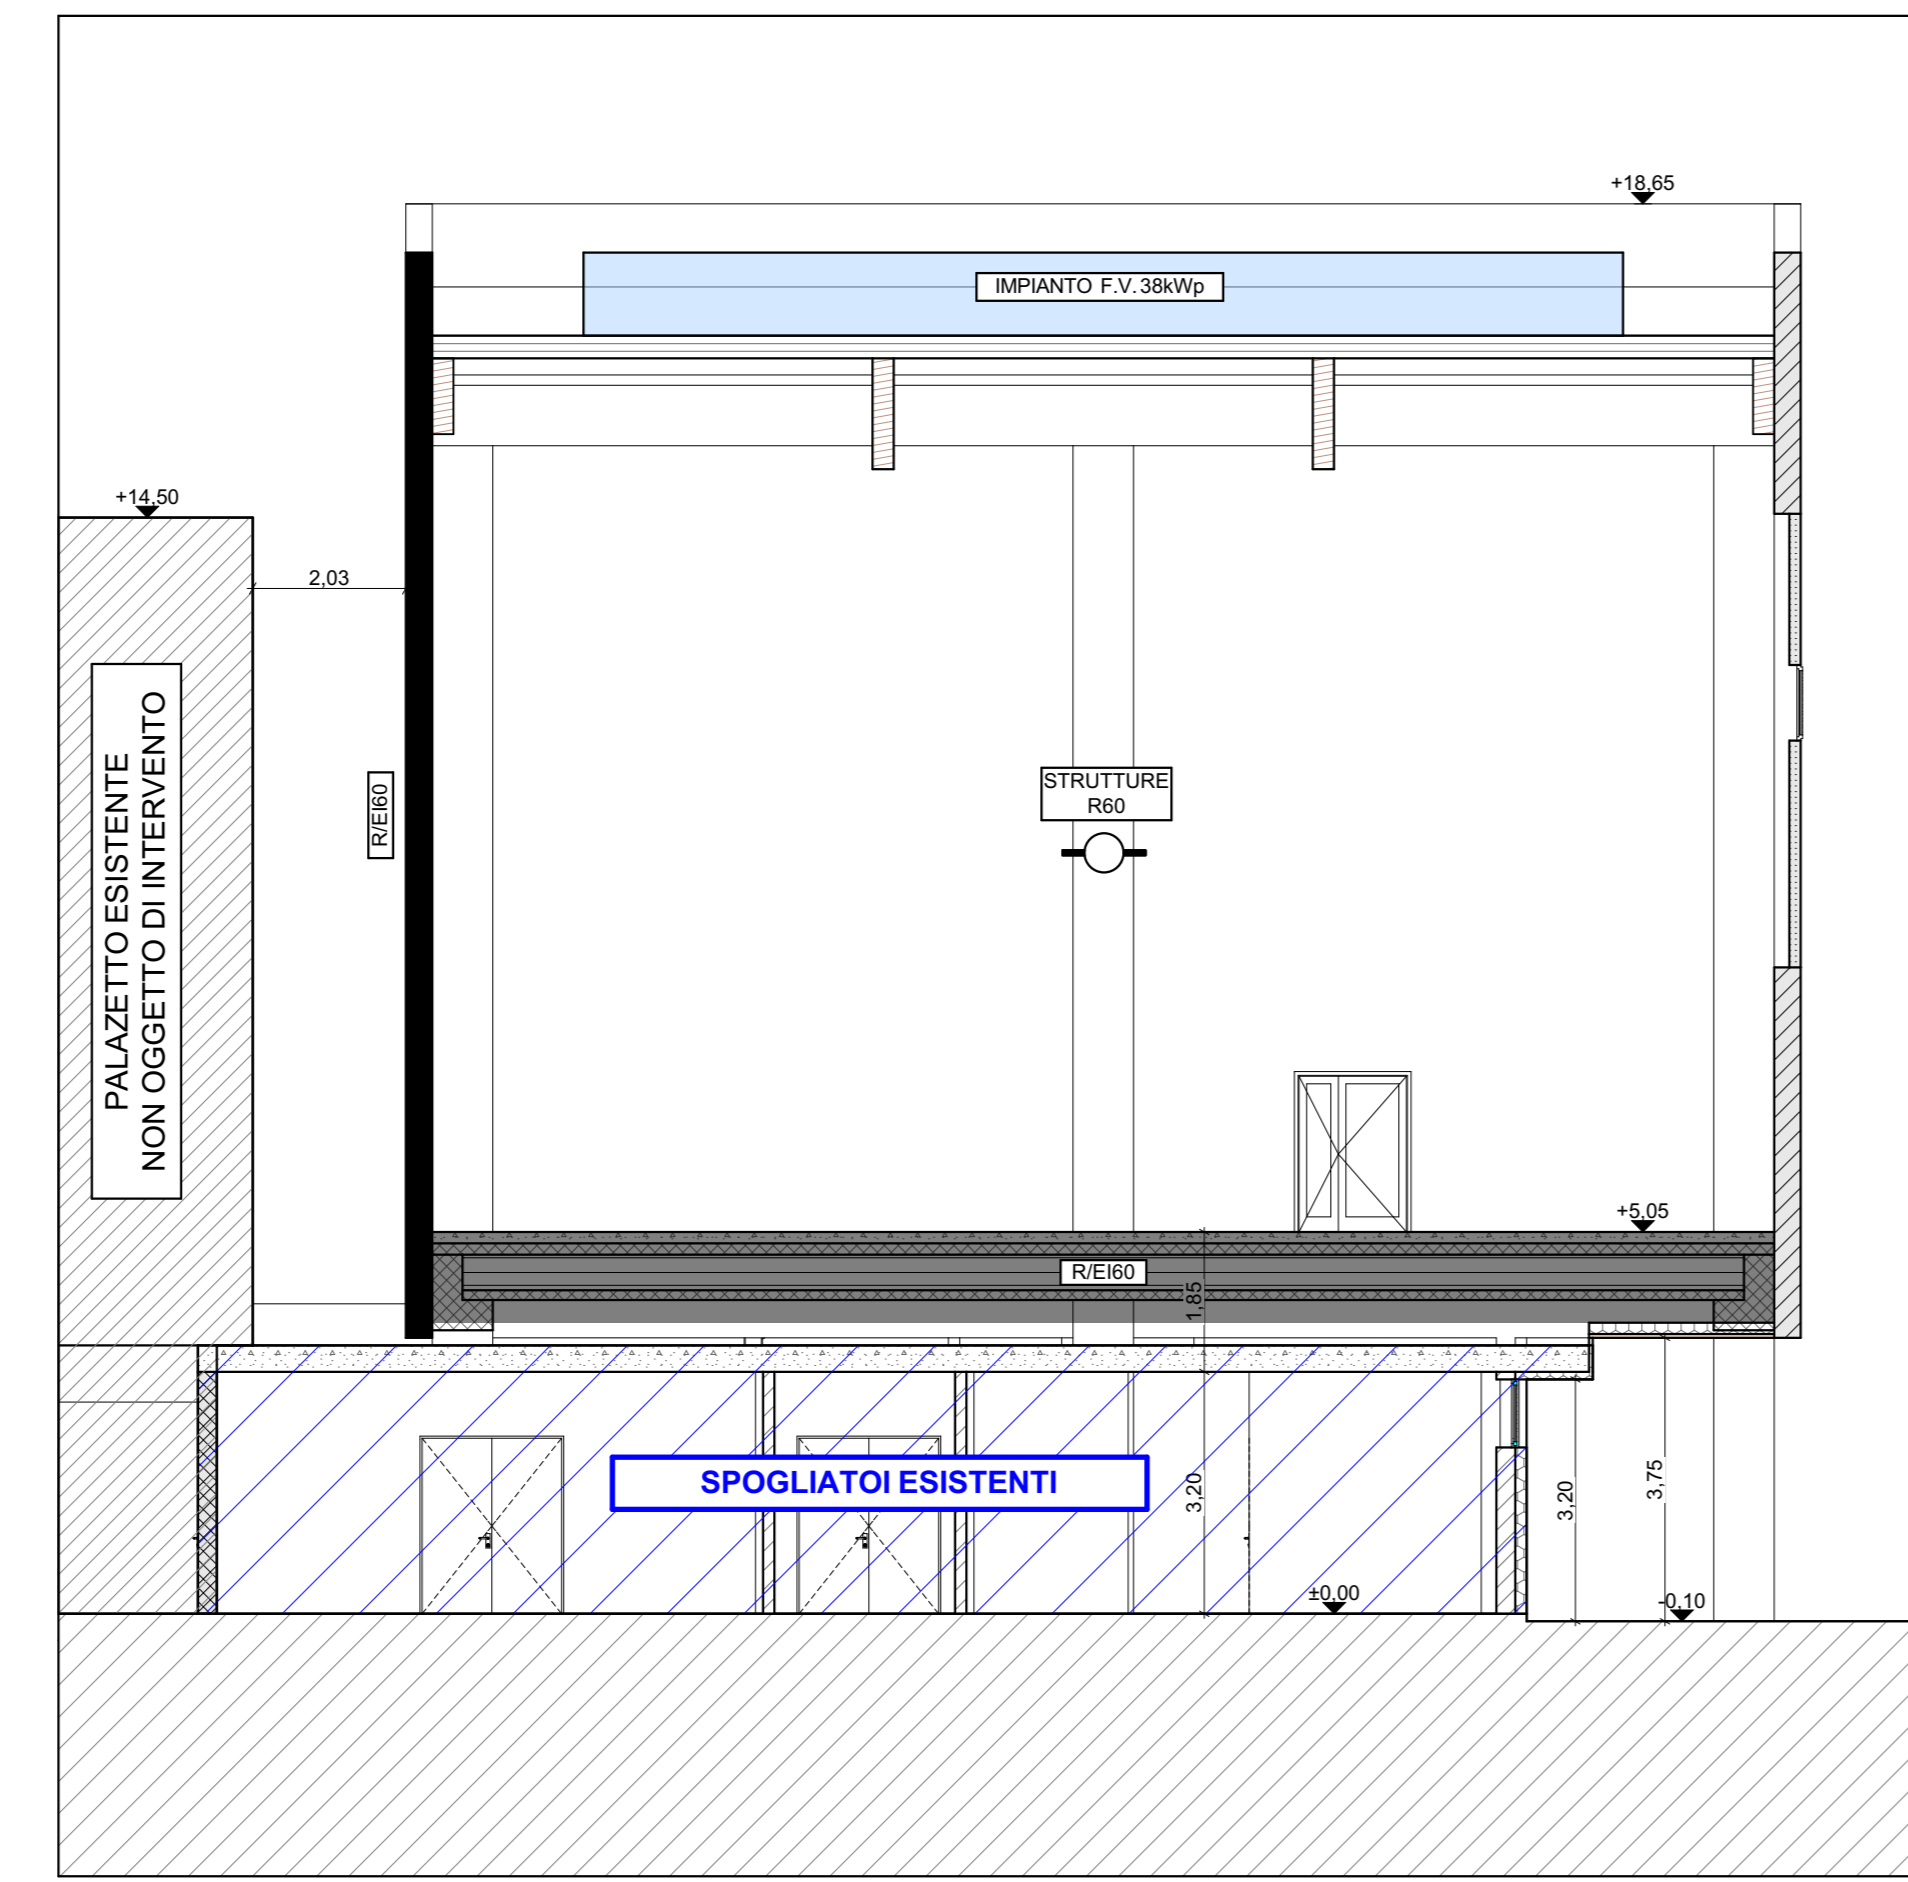 +18,65
IMPIANTO F.V. 38kWp
+14,50
2,03
PALAZETTO ESISTENTE
NON OGGETTO DI INTERVENTO
R/EI60
STRUTTURE
R60
+5,05
R/EI60
1,85
SPOGLIATOI ESISTENTI
3,20
3,20
3,75
±0,00
-0,10